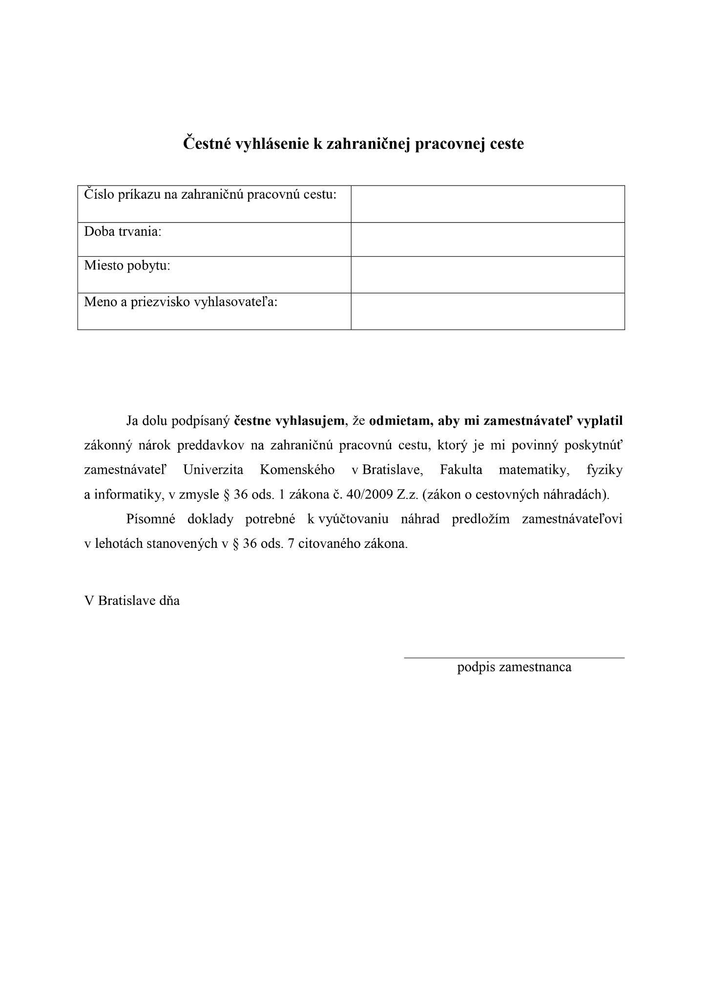 Čestné vyhlásenie k zahraničnej pracovnej ceste
Číslo príkazu na zahraničnú pracovnú cestu:
Doba trvania:
Miesto pobytu:
Meno a priezvisko vyhlasovateľa:
Ja dolu podpísaný čestne vyhlasujem, že odmietam, aby mi zamestnávateľ vyplatil
zákonný nárok preddavkov na zahraničnú pracovnú cestu, ktorý je mi povinný poskytnúť
zamestnávateľ Univerzita Komenského v Bratislave, Fakulta matematiky, fyziky
a informatiky, v zmysle § 36 ods. 1 zákona č. 40/2009 Z.z. (zákon o cestovných náhradách).
Písomné doklady potrebné k vyúčtovaniu náhrad predložím zamestnávateľovi
v lehotách stanovených v § 36 ods. 7 citovaného zákona.
V Bratislave dňa
podpis zamestnanca